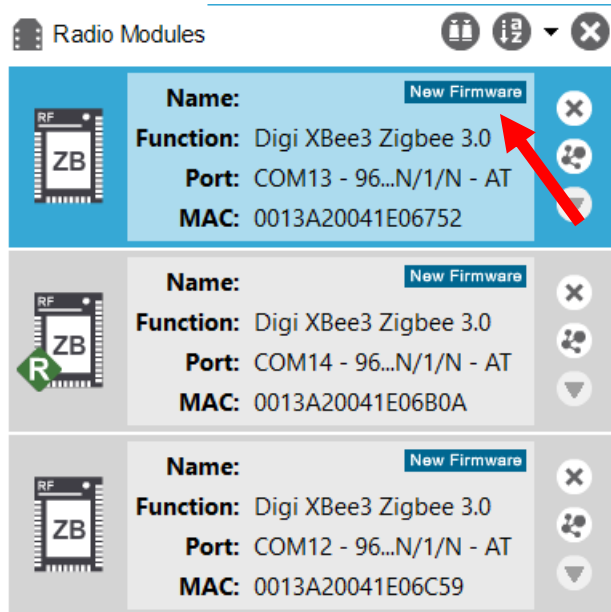 Radio Modules
RF
ZB
Name:
New Firmware
Function: Digi XBee3 Zigbee 3.0
Port: COM13 - 96...N/1/N - AT
MAC: 0013A20041E06752
RF
ZB
R
Name:
New Firmware
Function: Digi XBee3 Zigbee 3.0
Port: COM14 - 96...N/1/N - AT
MAC: 0013A20041E06B0A
RF
ZB
Name:
New Firmware
Function: Digi XBee3 Zigbee 3.0
Port: COM12 - 96...N/1/N - AT
MAC: 0013A20041E06C59